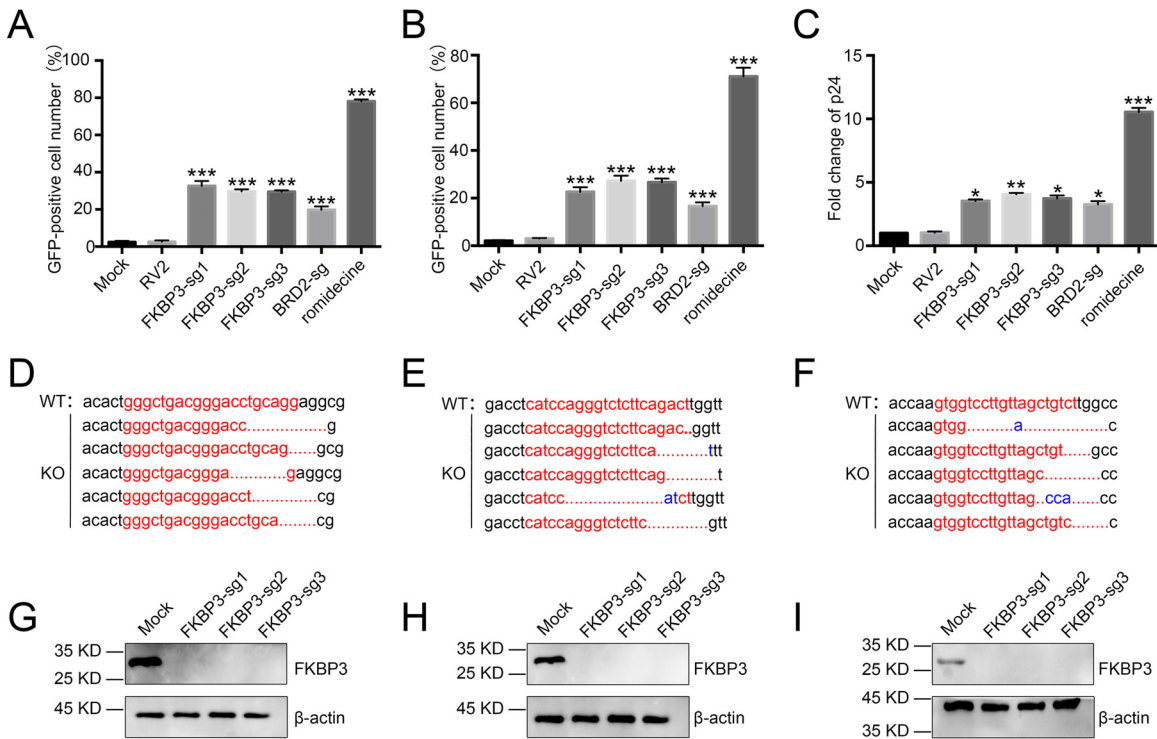 A
GFP-positive cell number (%)
100
80
60
40
20
0
***
***
***
***
***
Mock
RV2
FKBP3-sg1
FKBP3-sg2
FKBP3-sg3
BRD2-sg
romidecine
B
GFP-positive cell number (%)
80
60
40
20
0
***
***
***
***
***
Mock
RV2
FKBP3-sg1
FKBP3-sg2
FKBP3-sg3
BRD2-sg
romidecine
C
Fold change of p24
15
10
5
0
*
**
*
*
***
Mock
RV2
FKBP3-sg1
FKBP3-sg2
FKBP3-sg3
BRD2-sg
romidecine
D
WT: acactgggctgacgggacctgcaggaggcg
KO
acactgggctgacgggacc..............g
acactgggctgacgggacctgcag.....gcg
acactgggctgacggga..........gaggcg
acactgggctgacgggacct............cg
acactgggctgacgggacctgca.........cg
E
WT: gacctcatccagggtctcttcagacttggtt
KO
gacctcatccagggtctcttcagac..ggtt
gacctcatccagggtctcttca.........tttt
gacctcatccagggtctcttcag.........t
gacctcatcc.....................atcttggtt
gacctcatccagggtctcttc..........gtt
F
WT: accaagtggtccttgttagctgtcttggcc
KO
accaagtgg.........a...............c
accaagtggtccttgttagctgt......gcc
accaagtggtccttgttagc.............cc
accaagtggtccttgttag..cca......cc
accaagtggtccttgttagctgtc.........c
G
Mock
FKBP3-sg1
FKBP3-sg2
FKBP3-sg3
35 KD
25 KD
FKBP3
45 KD
β-actin
H
Mock
FKBP3-sg1
FKBP3-sg2
FKBP3-sg3
35 KD
25 KD
FKBP3
45 KD
β-actin
I
Mock
FKBP3-sg1
FKBP3-sg2
FKBP3-sg3
35 KD
25 KD
FKBP3
45 KD
35 KD
β-actin